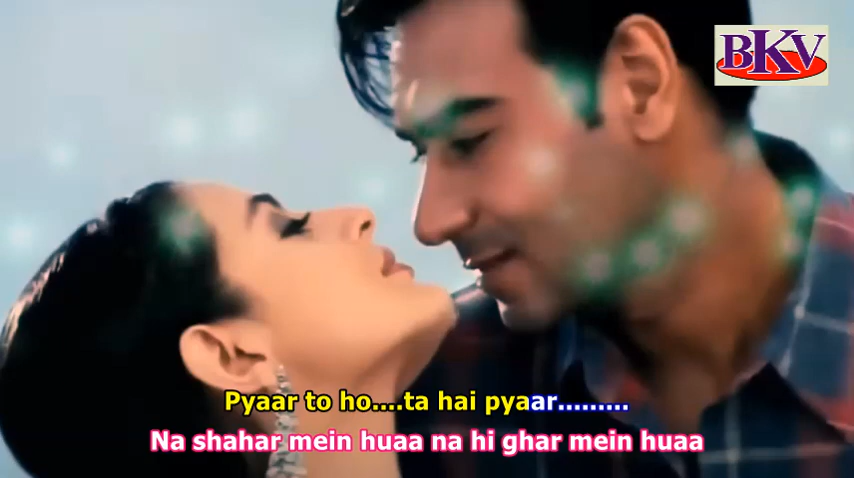 BKV
Pyaar to ho....ta hai pyaar.........
Na shahar mein huaa na hi ghar mein huaa